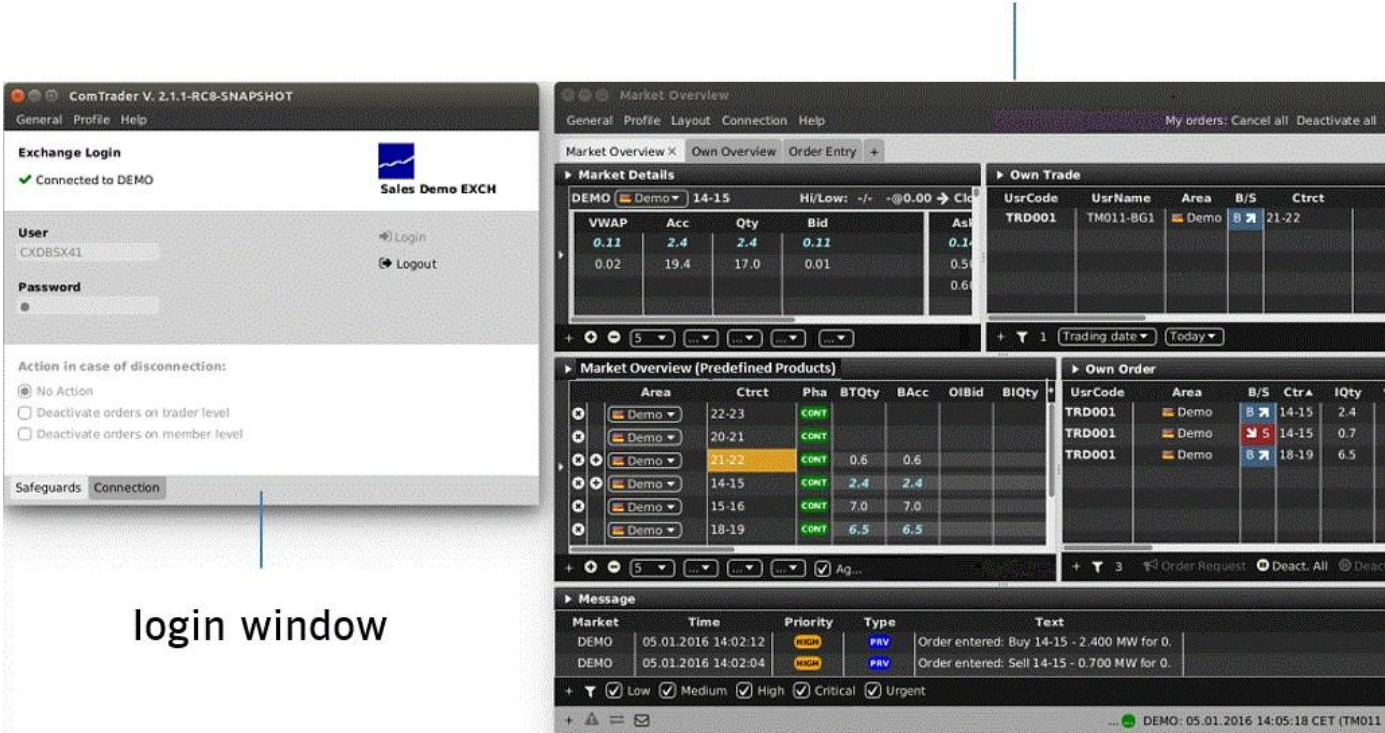 ComTrader V. 2.1.1-RC8-SNAPSHOT
General Profile Help
Exchange Login
Connected to DEMO
Sales Demo EXCH
User
CXDBSX41
Login
Logout
Password
Action in case of disconnection:
No Action
Deactivate orders on trader level
Deactivate orders on member level
Safeguards Connection
login window
Market Overview
General Profile Layout Connection Help
My orders: Cancel all Deactivate all
Market Overview × Own Overview Order Entry +
Market Details
DEMO Demo 14-15 Hi/Low: -/- -@0.00
VWAP Acc Qty Bid
0.11 2.4 2.4 0.11
0.02 19.4 17.0 0.01
+ 5 ... ... ... ...
Own Trade
UsrCode UsrName Area B/S Ctrct
TRD001 TM011-BG1 Demo B 21-22
+ 1 Trading date Today
Market Overview (Predefined Products)
Area Ctrct Pha BTQty BAcc OIBid BIQty
Demo 22-23 CONT
Demo 20-21 CONT
Demo 21-22 CONT 0.6 0.6
Demo 14-15 CONT 2.4 2.4
Demo 15-16 CONT 7.0 7.0
Demo 18-19 CONT 6.5 6.5
+ 5 ... ... ... Ag...
Own Order
UsrCode Area B/S Ctr IQty
TRD001 Demo B 14-15 2.4
TRD001 Demo S 14-15 0.7
TRD001 Demo B 18-19 6.5
+ 3 Order Request Deact. All
Message
Market Time Priority Type Text
DEMO 05.01.2016 14:02:12 HIGH PRV Order entered: Buy 14-15 - 2.400 MW for 0.
DEMO 05.01.2016 14:02:04 HIGH PRV Order entered: Sell 14-15 - 0.700 MW for 0.
+ Low Medium High Critical Urgent
+ ... DEMO: 05.01.2016 14:05:18 CET (TM011